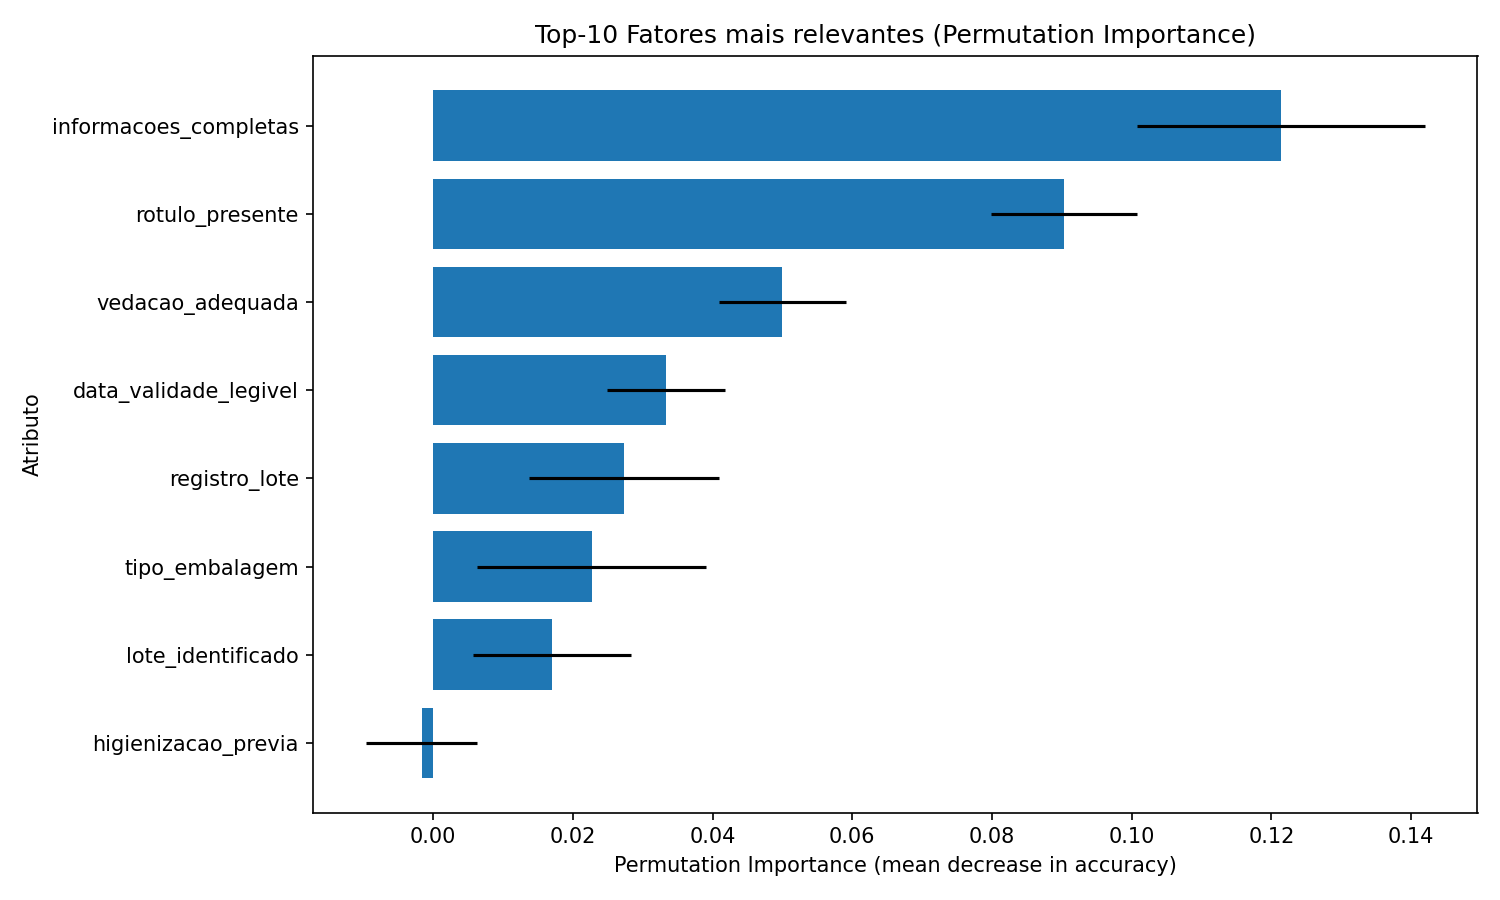 Top-10 Fatores mais relevantes (Permutation Importance)
informacoes_completas
rotulo_presente
vedacao_adequada
data_validade_legivel
registro_lote
tipo_embalagem
lote_identificado
higienizacao_previa
Atributo
0.00 0.02 0.04 0.06 0.08 0.10 0.12 0.14
Permutation Importance (mean decrease in accuracy)